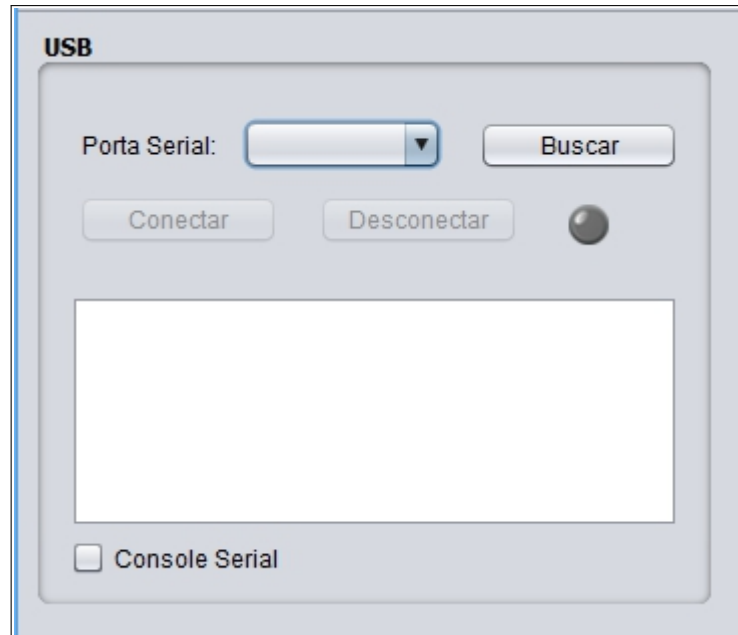 USB
Porta Serial: Buscar
Conectar Desconectar
Console Serial